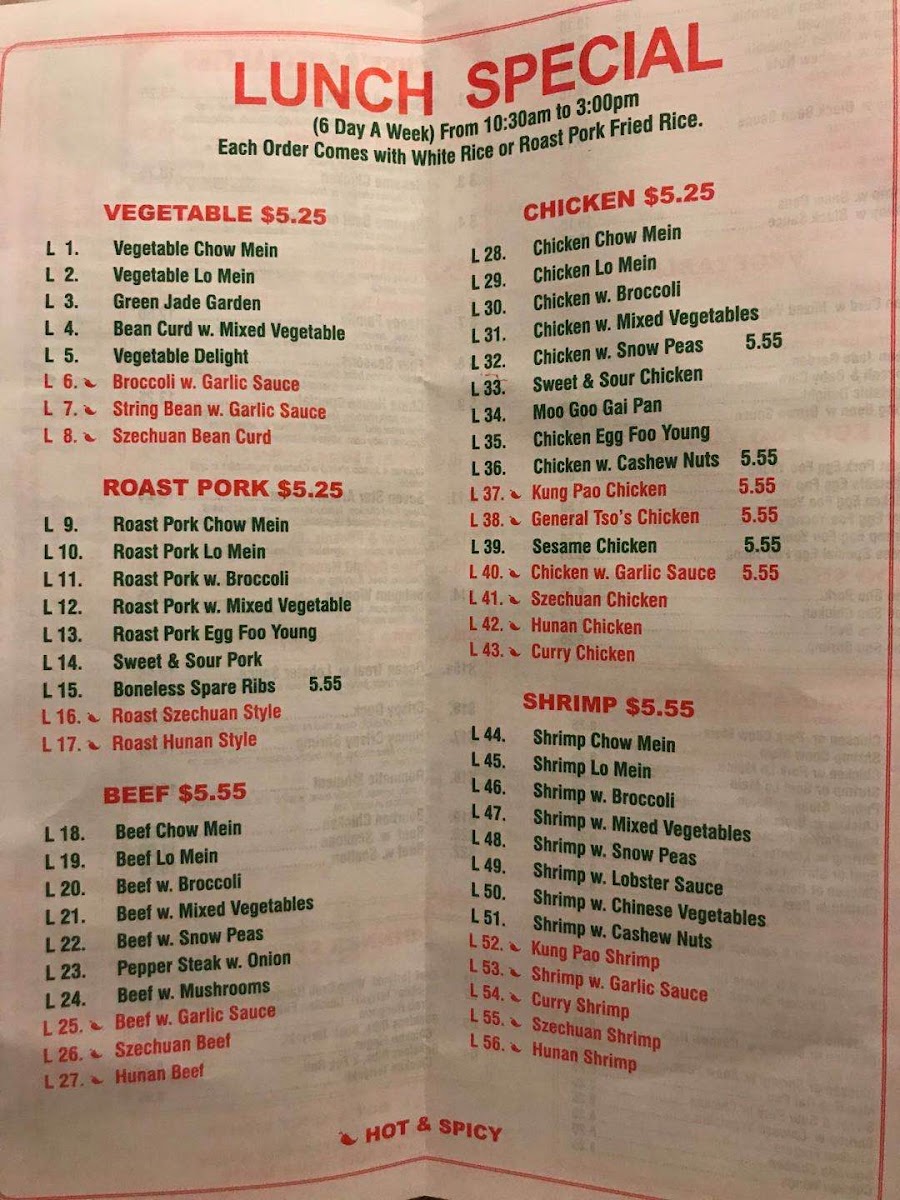 LUNCH SPECIAL
(6 Day A Week) From 10:30am to 3:00pm
Each Order Comes with White Rice or Roast Pork Fried Rice.
VEGETABLE $5.25
L 1. Vegetable Chow Mein
L 2. Vegetable Lo Mein
L 3. Green Jade Garden
L 4. Bean Curd w. Mixed Vegetable
L 5. Vegetable Delight
L 6. Broccoli w. Garlic Sauce
L 7. String Bean w. Garlic Sauce
L 8. Szechuan Bean Curd
ROAST PORK $5.25
L 9. Roast Pork Chow Mein
L 10. Roast Pork Lo Mein
L 11. Roast Pork w. Broccoli
L 12. Roast Pork w. Mixed Vegetable
L 13. Roast Pork Egg Foo Young
L 14. Sweet & Sour Pork
L 15. Boneless Spare Ribs 5.55
L 16. Roast Szechuan Style
L 17. Roast Hunan Style
BEEF $5.55
L 18. Beef Chow Mein
L 19. Beef Lo Mein
L 20. Beef w. Broccoli
L 21. Beef w. Mixed Vegetables
L 22. Beef w. Snow Peas
L 23. Pepper Steak w. Onion
L 24. Beef w. Mushrooms
L 25. Beef w. Garlic Sauce
L 26. Szechuan Beef
L 27. Hunan Beef
CHICKEN $5.25
L 28. Chicken Chow Mein
L 29. Chicken Lo Mein
L 30. Chicken w. Broccoli
L 31. Chicken w. Mixed Vegetables
L 32. Chicken w. Snow Peas 5.55
L 33. Sweet & Sour Chicken
L 34. Moo Goo Gai Pan
L 35. Chicken Egg Foo Young
L 36. Chicken w. Cashew Nuts 5.55
L 37. Kung Pao Chicken 5.55
L 38. General Tso's Chicken 5.55
L 39. Sesame Chicken 5.55
L 40. Chicken w. Garlic Sauce 5.55
L 41. Szechuan Chicken
L 42. Hunan Chicken
L 43. Curry Chicken
SHRIMP $5.55
L 44. Shrimp Chow Mein
L 45. Shrimp Lo Mein
L 46. Shrimp w. Broccoli
L 47. Shrimp w. Mixed Vegetables
L 48. Shrimp w. Snow Peas
L 49. Shrimp w. Lobster Sauce
L 50. Shrimp w. Chinese Vegetables
L 51. Shrimp w. Cashew Nuts
L 52. Kung Pao Shrimp
L 53. Shrimp w. Garlic Sauce
L 54. Curry Shrimp
L 55. Szechuan Shrimp
L 56. Hunan Shrimp
HOT & SPICY